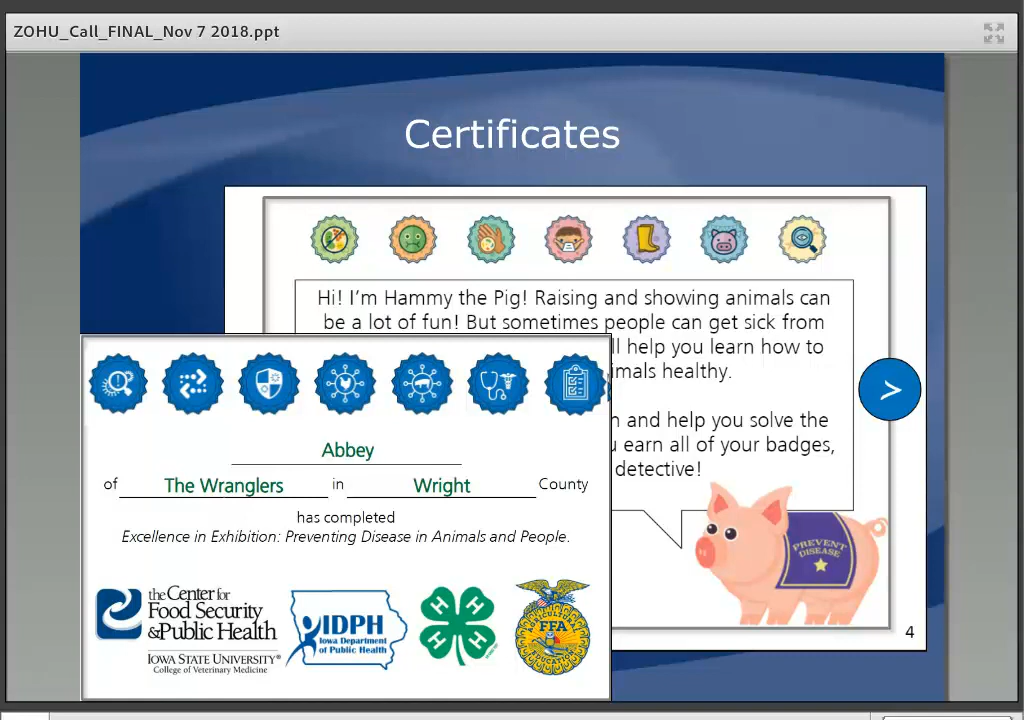 ZOHU_Call_FINAL_Nov 7 2018.ppt
Certificates
Hi! I'm Hammy the Pig! Raising and showing animals can
be a lot of fun! But sometimes people can get sick from
ll help you learn how to
imals healthy.
n and help you solve the
u earn all of your badges,
detective!
>
PREVENT
DISEASE
4
Abbey
of The Wranglers in Wright County
has completed
Excellence in Exhibition: Preventing Disease in Animals and People.
the Center for
Food Security
& Public Health
IOWA STATE UNIVERSITY®
College of Veterinary Medicine
IDPH
Iowa Department
of Public Health
H H
H H
AGRICULTURAL
FFA
EDUCATION